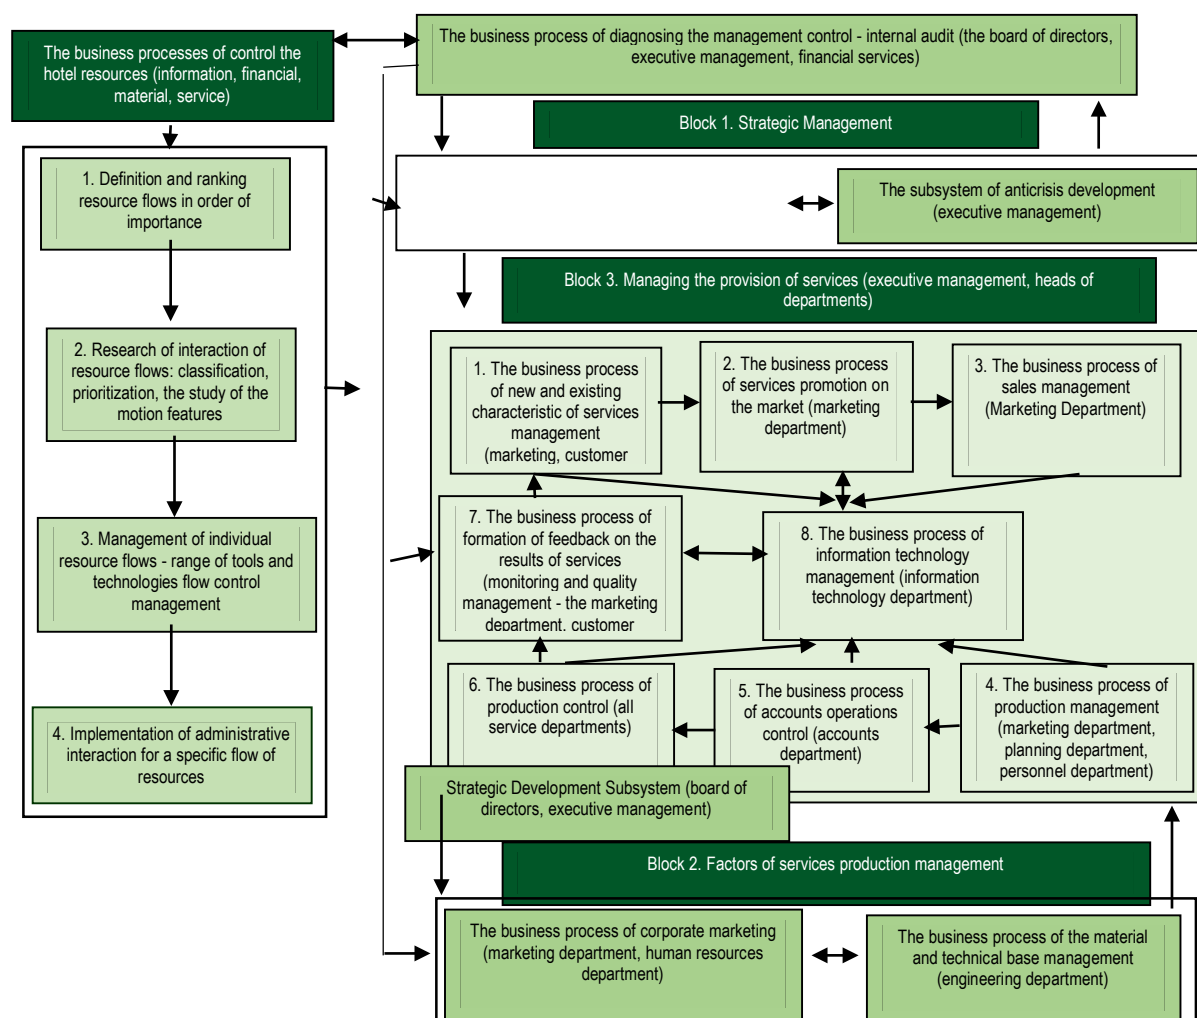 The business processes of control the
hotel resources (information, financial,
material, service)
The business process of diagnosing the management control - internal audit (the board of directors,
executive management, financial services)
Block 1. Strategic Management
1. Definition and ranking
resource flows in order of
importance
The subsystem of anticrisis development
(executive management)
Block 3. Managing the provision of services (executive management, heads of
departments)
2. Research of interaction of
resource flows: classification,
prioritization, the study of the
motion features
1. The business process
of new and existing
characteristic of services
management
(marketing, customer
2. The business process
of services promotion on
the market (marketing
department)
3. The business process of
sales management
(Marketing Department)
3. Management of individual
resource flows - range of tools and
technologies flow control
management
7. The business process of
formation of feedback on the
results of services
(monitoring and quality
management - the marketing
department, customer
8. The business process of
information technology
management (information
technology department)
4. Implementation of administrative
interaction for a specific flow of
resources
6. The business process of
production control (all
service departments)
5. The business process
of accounts operations
control (accounts
department)
4. The business process of
production management
(marketing department,
planning department,
personnel department)
Strategic Development Subsystem (board of
directors, executive management)
Block 2. Factors of services production management
The business process of corporate marketing
(marketing department, human resources
department)
The business process of the material
and technical base management
(engineering department)